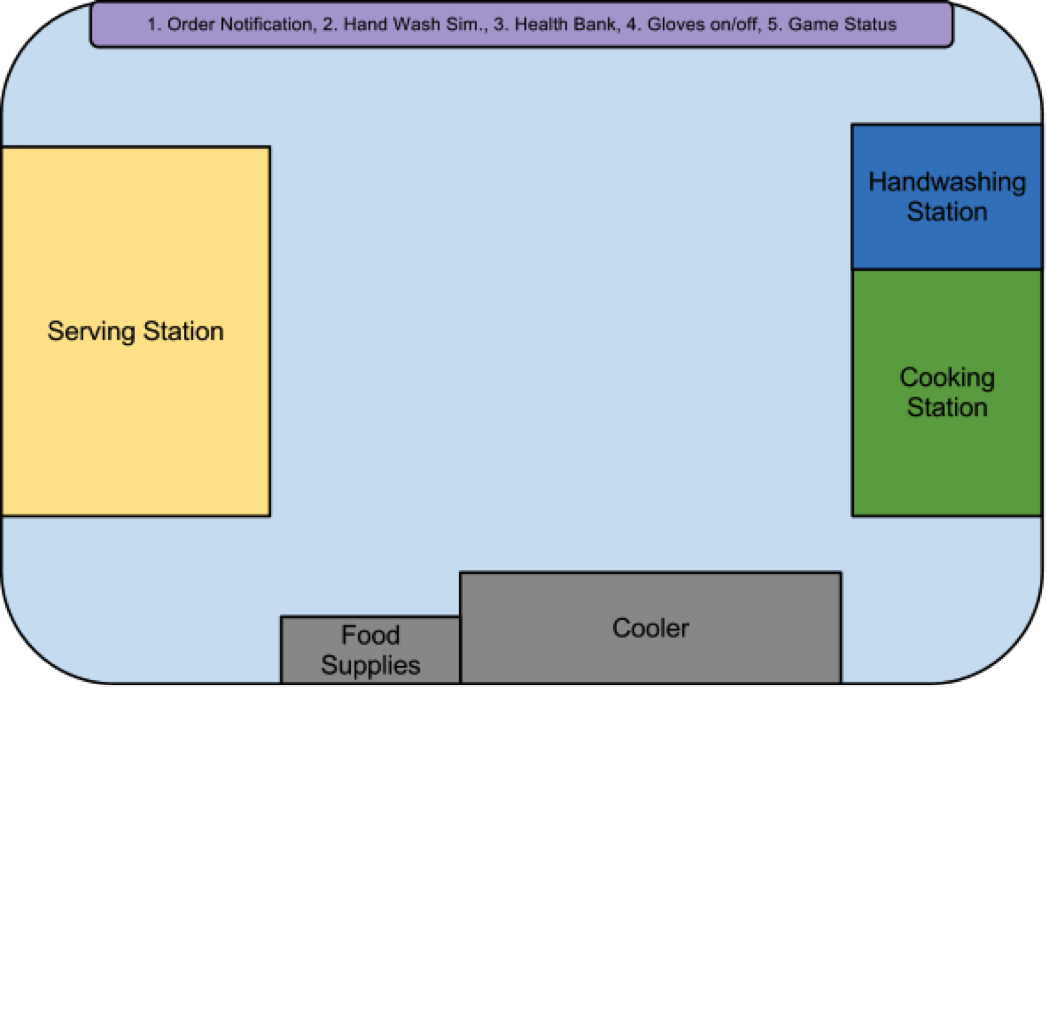 1. Order Notification, 2. Hand Wash Sim., 3. Health Bank, 4. Gloves on/off, 5. Game Status
Handwashing
Station
Serving Station
Cooking
Station
Food
Supplies
Cooler